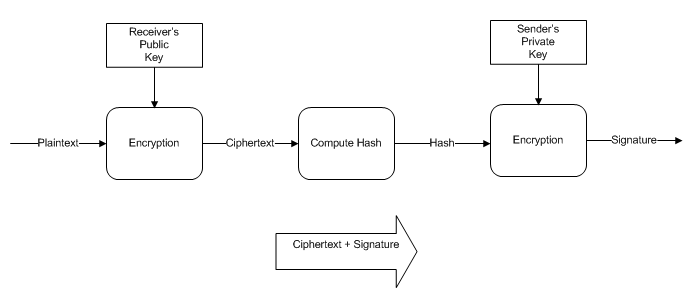 Receiver's
Public
Key
Sender's
Private
Key
Plaintext
Encryption
Ciphertext
Compute Hash
Hash
Encryption
Signature
Ciphertext + Signature